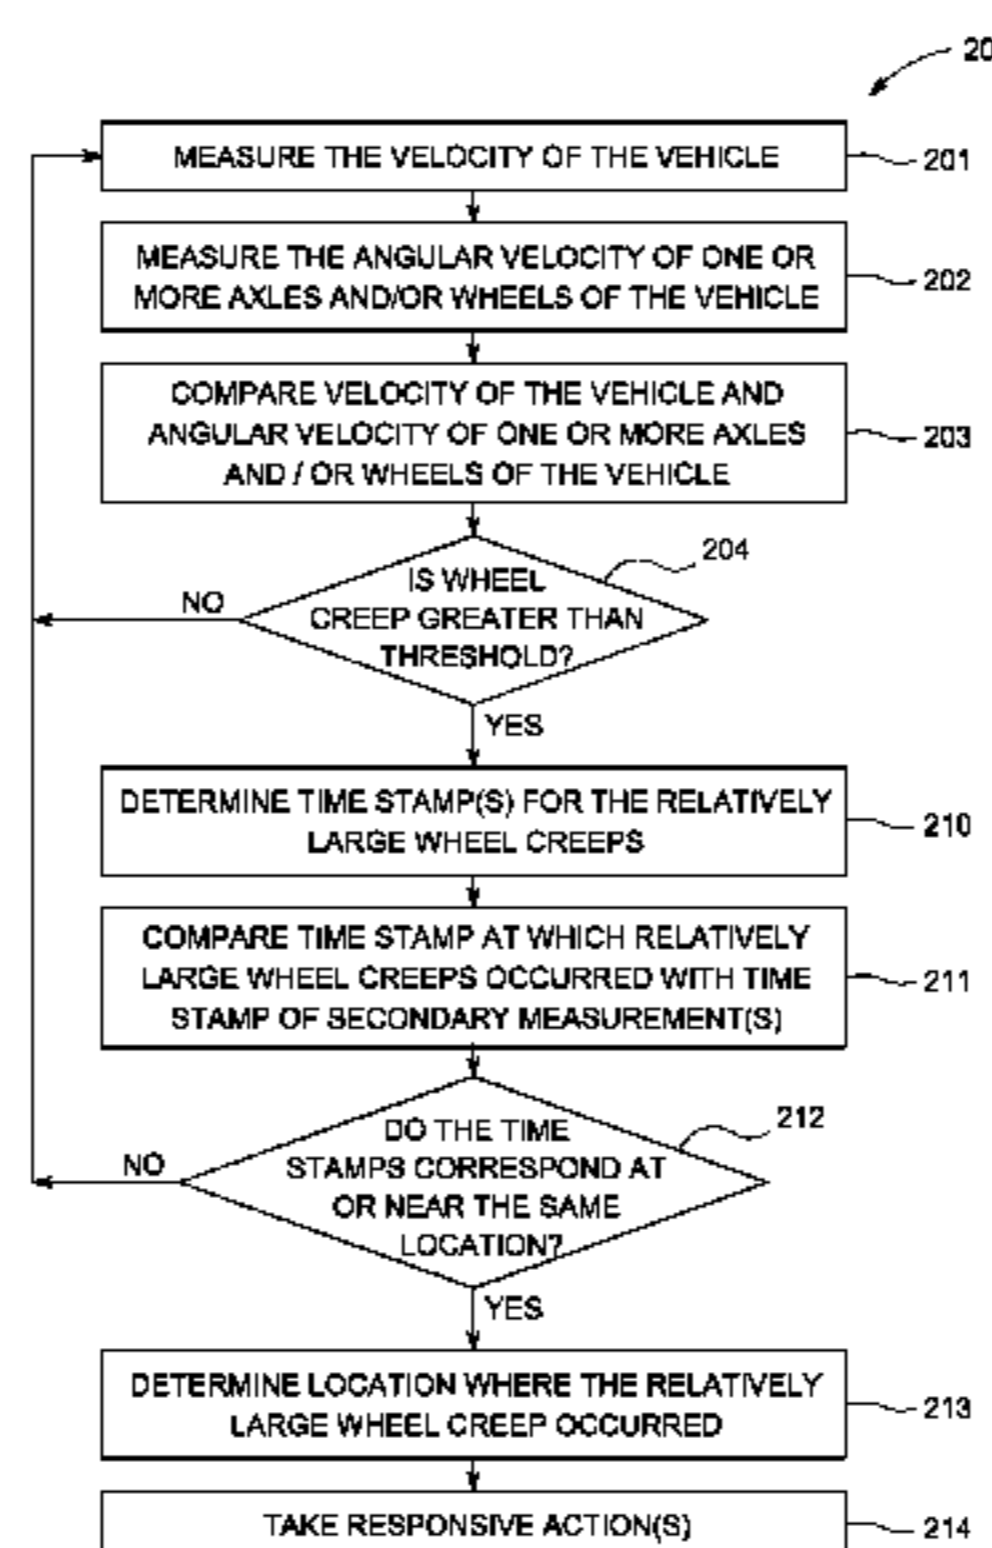 20
MEASURE THE VELOCITY OF THE VEHICLE
201
MEASURE THE ANGULAR VELOCITY OF ONE OR
MORE AXLES AND/OR WHEELS OF THE VEHICLE
202
COMPARE VELOCITY OF THE VEHICLE AND
ANGULAR VELOCITY OF ONE OR MORE AXLES
AND / OR WHEELS OF THE VEHICLE
203
204
IS WHEEL
CREEP GREATER THAN
THRESHOLD?
NO
YES
DETERMINE TIME STAMP(S) FOR THE RELATIVELY
LARGE WHEEL CREEPS
210
COMPARE TIME STAMP AT WHICH RELATIVELY
LARGE WHEEL CREEPS OCCURRED WITH TIME
STAMP OF SECONDARY MEASUREMENT(S)
211
212
DO THE TIME
STAMPS CORRESPOND AT
OR NEAR THE SAME
LOCATION?
NO
YES
DETERMINE LOCATION WHERE THE RELATIVELY
LARGE WHEEL CREEP OCCURRED
213
TAKE RESPONSIVE ACTION(S)
214